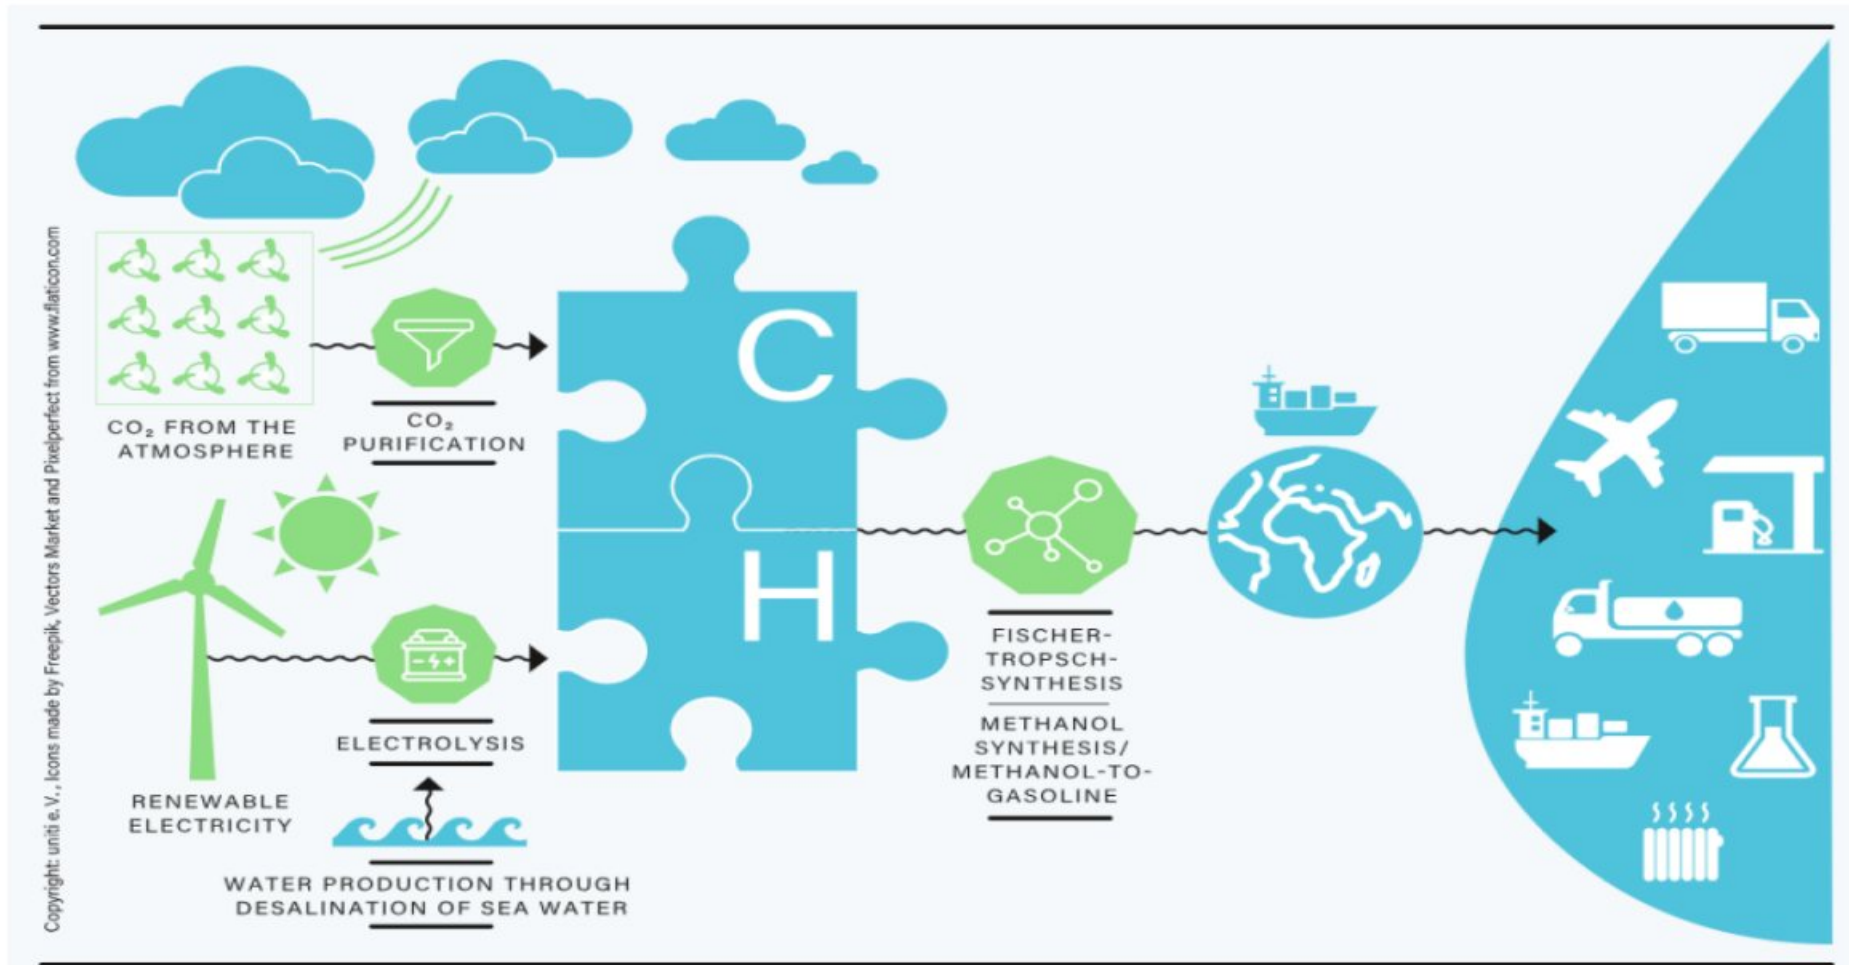 CO₂ FROM THE
ATMOSPHERE
CO₂
PURIFICATION
C
H
RENEWABLE
ELECTRICITY
ELECTROLYSIS
WATER PRODUCTION THROUGH
DESALINATION OF SEA WATER
FISCHER-
TROPSCH-
SYNTHESIS
METHANOL
SYNTHESIS/
METHANOL-TO-
GASOLINE
Copyright: uniti e.V., Icons made by Freepik, Vectors Market and Pixelperfect from www.flaticon.com